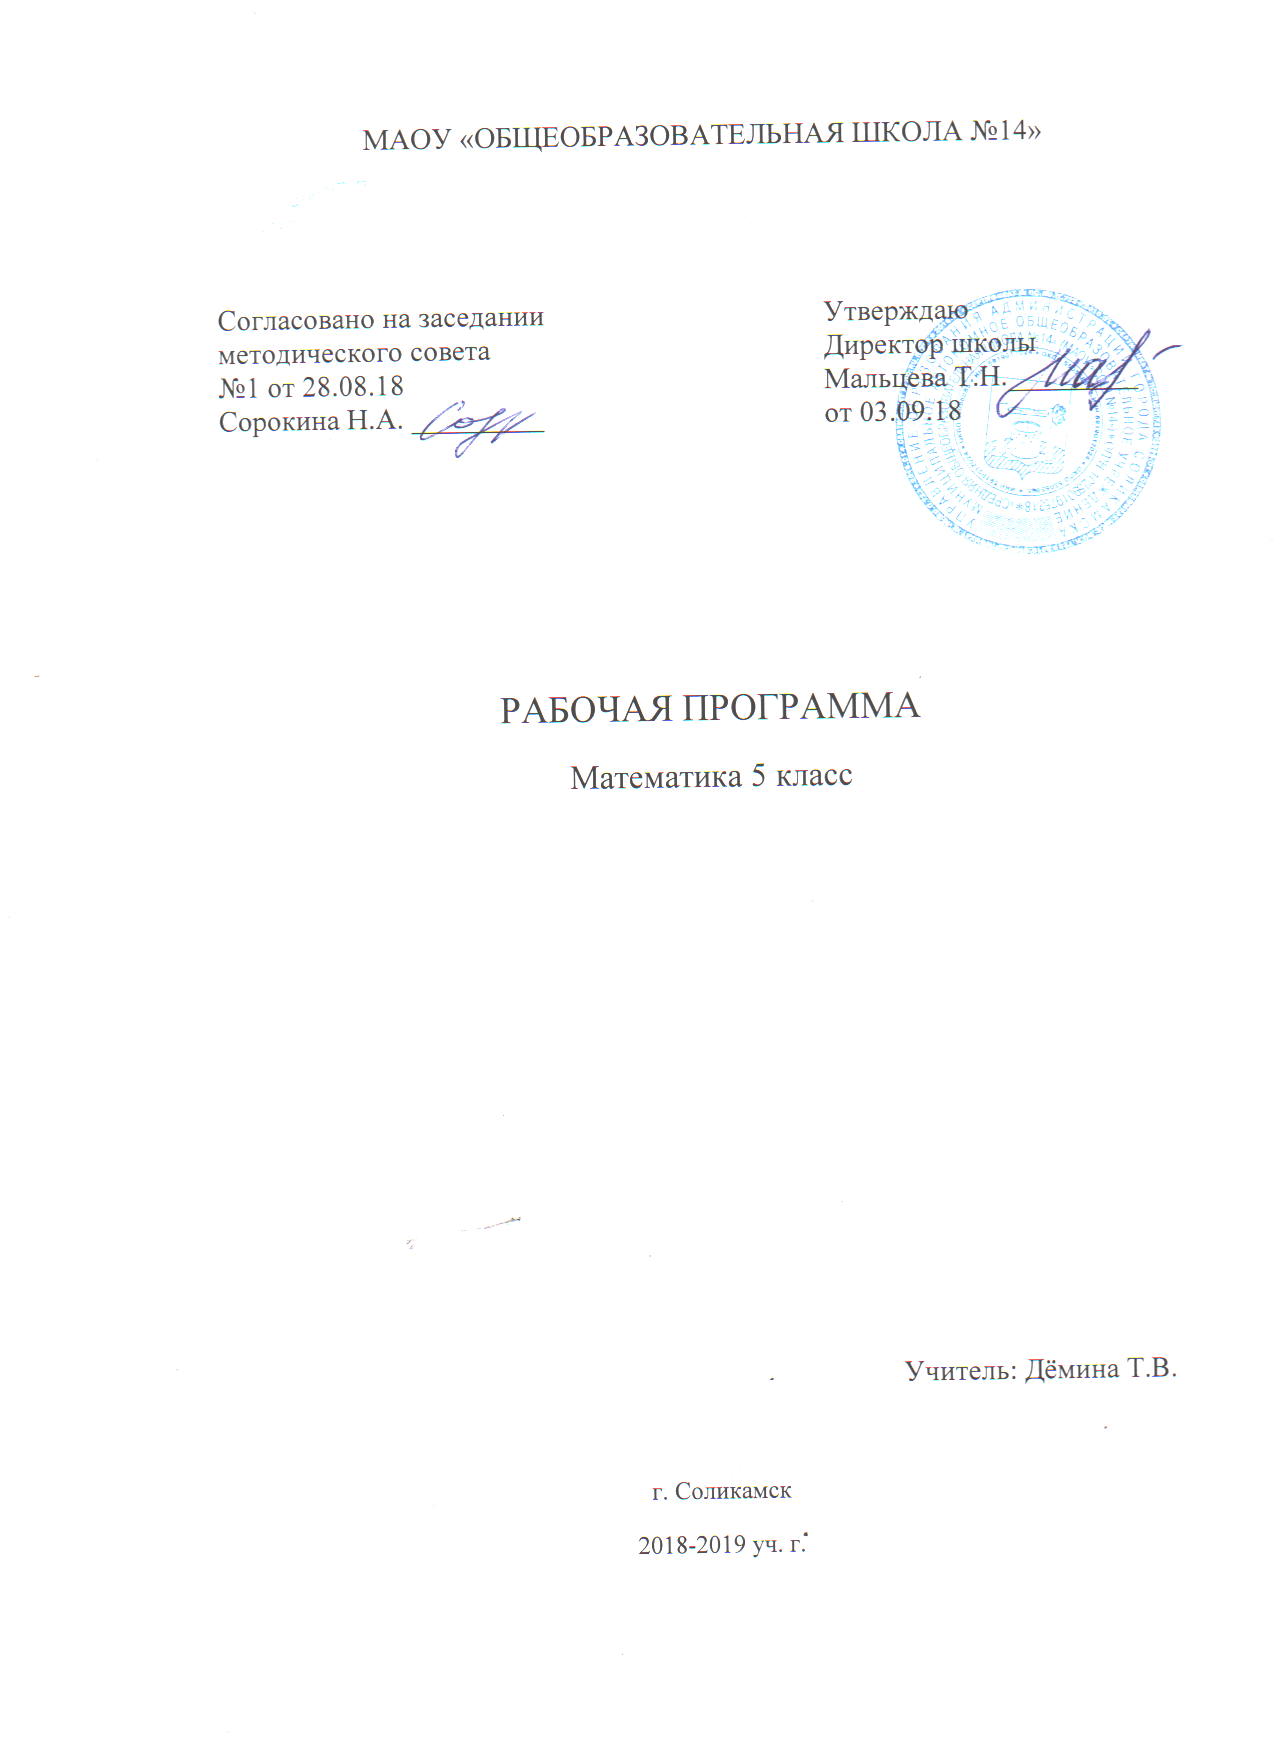 МАОУ «ОБЩЕОБРАЗОВАТЕЛЬНАЯ ШКОЛА №14»
Согласовано на заседании
методического совета
№1 от 28.08.18
Сорокина Н.А.
Утверждаю
Директор школы
Мальцева Т.Н.
от 03.09.18
РАБОЧАЯ ПРОГРАММА
Математика 5 класс
Учитель: Дёмина Т.В.
г. Соликамск
2018-2019 уч. г.